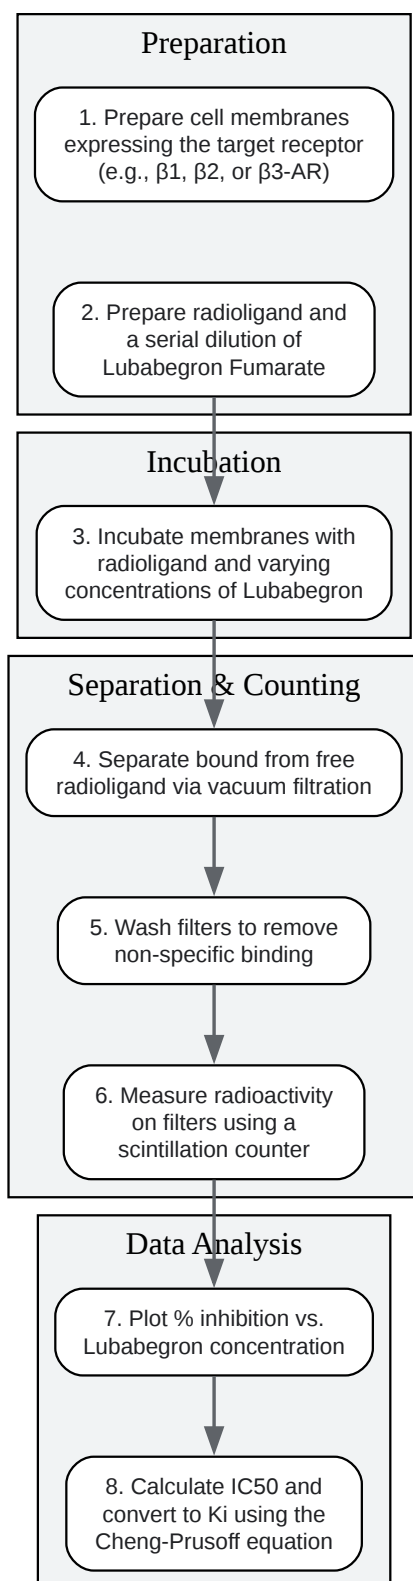 Preparation
1. Prepare cell membranes
expressing the target receptor
(e.g., β1, β2, or β3-AR)
2. Prepare radioligand and
a serial dilution of
Lubabegron Fumarate
Incubation
3. Incubate membranes with
radioligand and varying
concentrations of Lubabegron
Separation & Counting
4. Separate bound from free
radioligand via vacuum filtration
5. Wash filters to remove
non-specific binding
6. Measure radioactivity
on filters using a
scintillation counter
Data Analysis
7. Plot % inhibition vs.
Lubabegron concentration
8. Calculate IC50 and
convert to Ki using the
Cheng-Prusoff equation